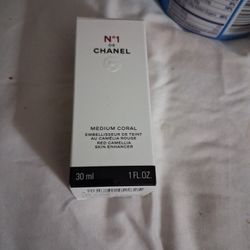 N°1
DE
CHANEL
MEDIUM CORAL
EMBELLISSEUR DE TEINT
AU CAMÉLIA ROUGE
RED CAMELLIA
SKIN ENHANCER
30 ml
1 FL. OZ.